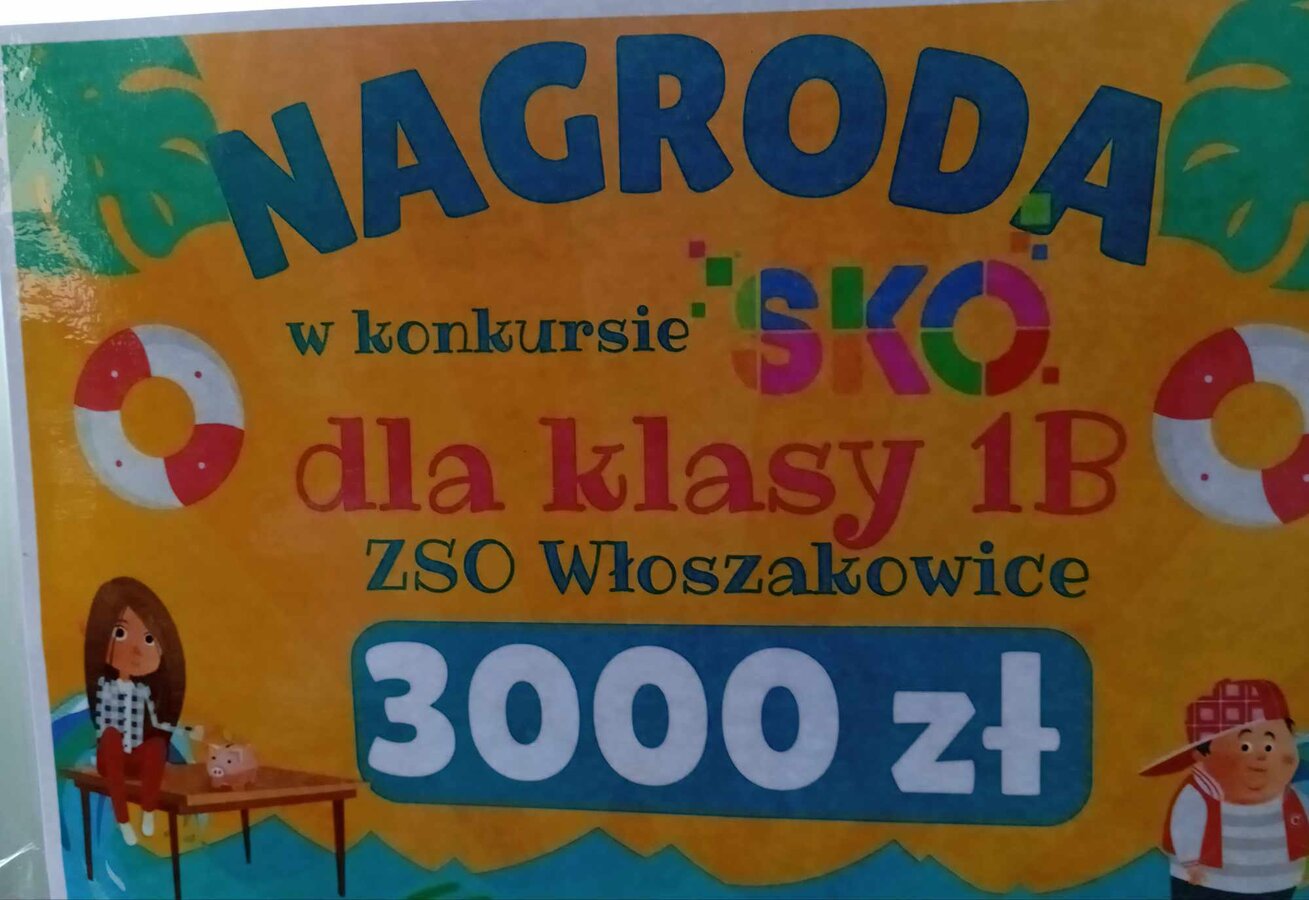 NAGRODA
w konkursie SKO
dla klasy 1B
ZSO Włoszakowice
3000 zł